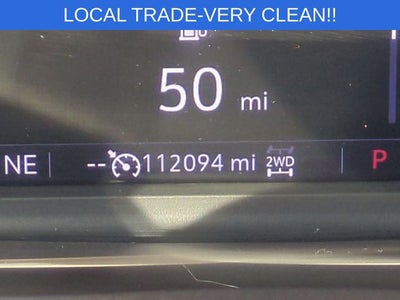 LOCAL TRADE-VERY CLEAN!!
50 mi
NE -- 112094 mi 2WD P